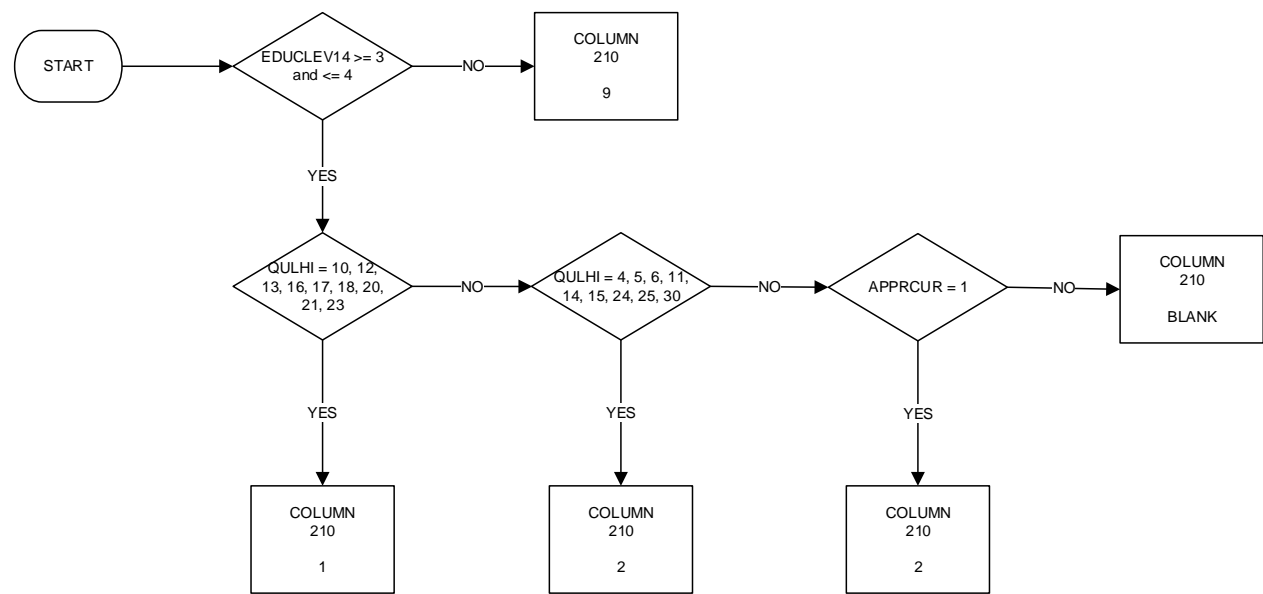 START
EDUCLEV14 >= 3
and <= 4
NO
COLUMN
210
9
YES
QULHI = 10, 12,
13, 16, 17, 18, 20,
21, 23
NO
QULHI = 4, 5, 6, 11,
14, 15, 24, 25, 30
NO
APPRCUR = 1
NO
COLUMN
210
BLANK
YES
YES
YES
COLUMN
210
1
COLUMN
210
2
COLUMN
210
2